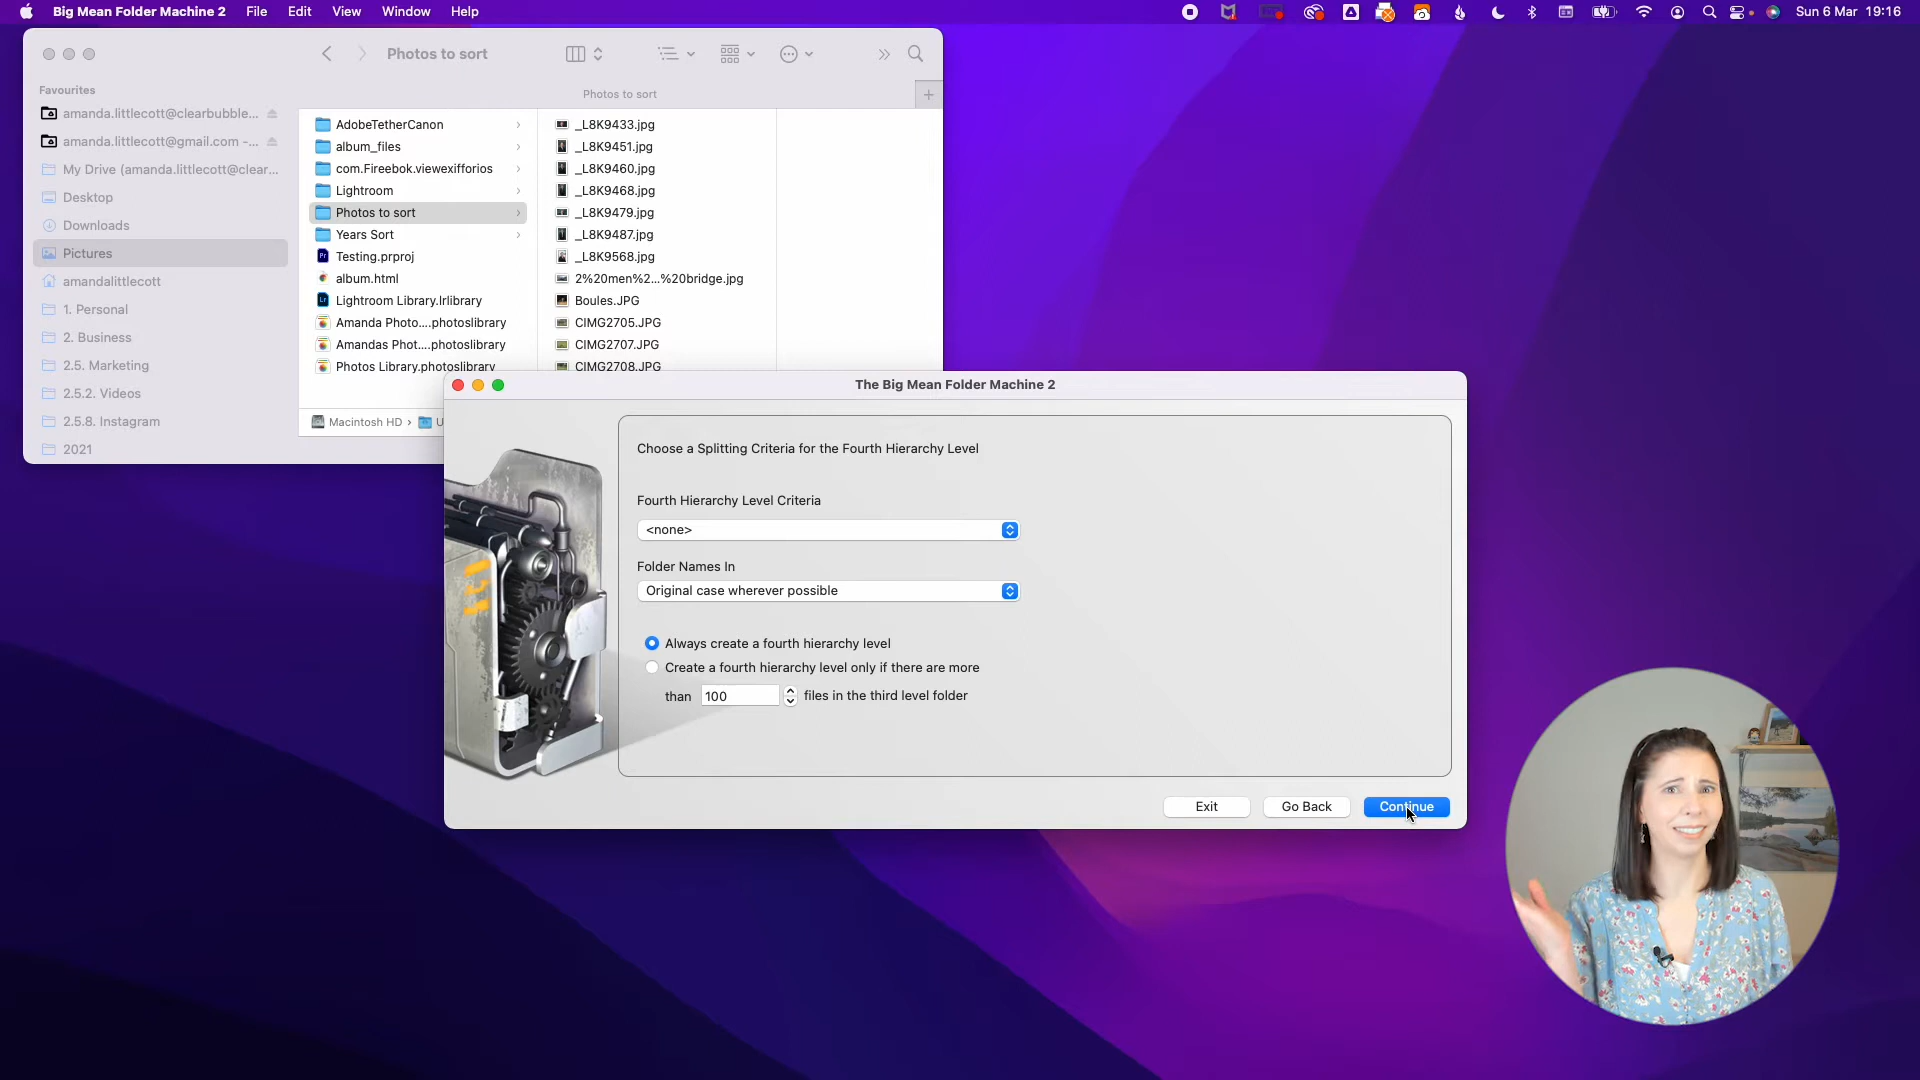 Big Mean Folder Machine 2 File Edit View Window Help
Sun 6 Mar 19:16
Photos to sort
Photos to sort
Favourites
amanda.littlecott@clearbubble...
amanda.littlecott@gmail.com -...
My Drive (amanda.littlecott@clear...
Desktop
Downloads
Pictures
amandalittlecott
1. Personal
2. Business
2.5. Marketing
2.5.2. Videos
2.5.8. Instagram
2021
AdobeTetherCanon
album_files
com.Fireebok.viewexifforios
Lightroom
Photos to sort
Years Sort
Testing.prproj
album.html
Lightroom Library.lrlibrary
Amanda Photo....photoslibrary
Amandas Phot....photoslibrary
Photos Library.photoslibrary
_L8K9433.jpg
_L8K9451.jpg
_L8K9460.jpg
_L8K9468.jpg
_L8K9479.jpg
_L8K9487.jpg
_L8K9568.jpg
2%20men%2...%20bridge.jpg
Boules.JPG
CIMG2705.JPG
CIMG2707.JPG
CIMG2708.JPG
Macintosh HD › U
The Big Mean Folder Machine 2
Choose a Splitting Criteria for the Fourth Hierarchy Level
Fourth Hierarchy Level Criteria
<none>
Folder Names In
Original case wherever possible
Always create a fourth hierarchy level
Create a fourth hierarchy level only if there are more
than 100 files in the third level folder
Exit Go Back Continue